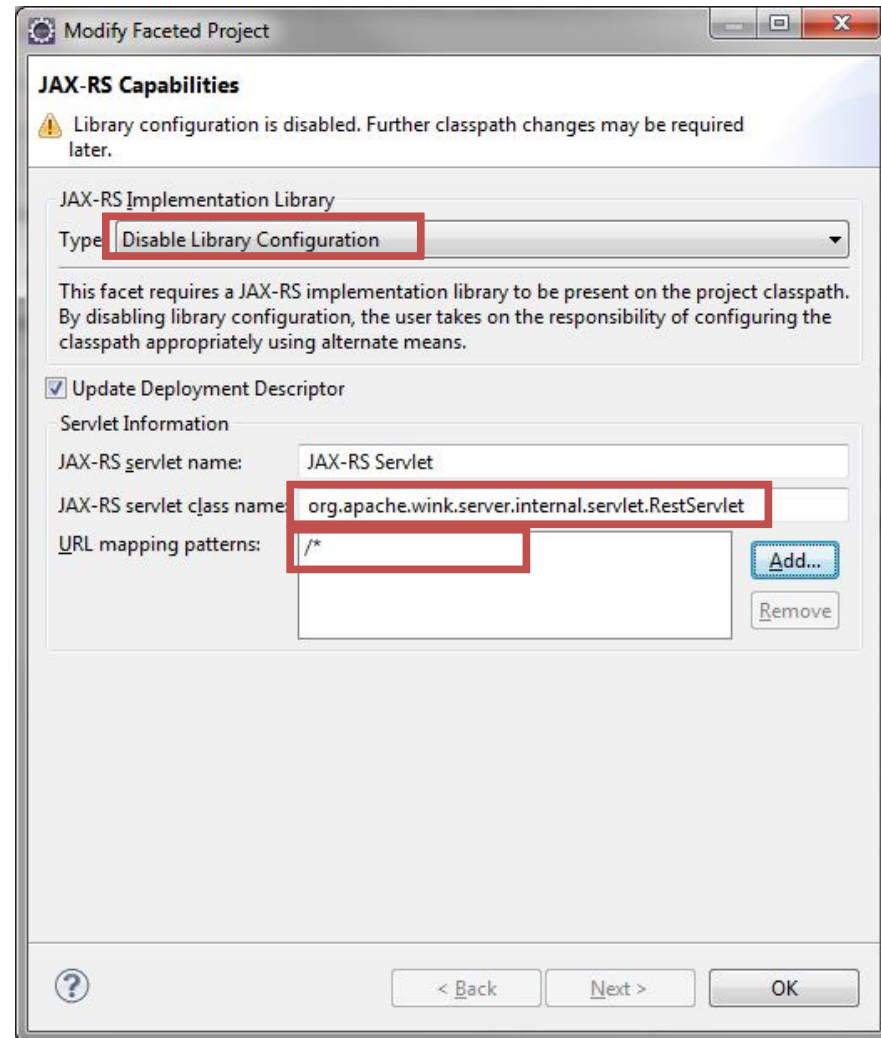 Modify Faceted Project
JAX-RS Capabilities
Library configuration is disabled. Further classpath changes may be required
later.
JAX-RS Implementation Library
Type Disable Library Configuration
This facet requires a JAX-RS implementation library to be present on the project classpath.
By disabling library configuration, the user takes on the responsibility of configuring the
classpath appropriately using alternate means.
Update Deployment Descriptor
Servlet Information
JAX-RS servlet name: JAX-RS Servlet
JAX-RS servlet class name: org.apache.wink.server.internal.servlet.RestServlet
URL mapping patterns: /*
Add...
Remove
? < Back Next > OK